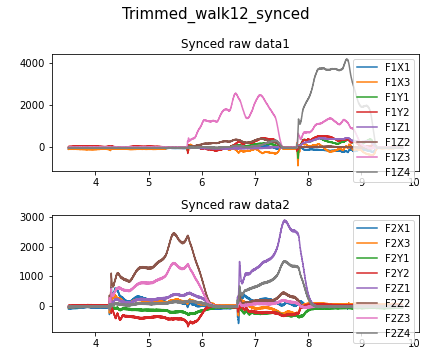 Trimmed_walk12_synced
Synced raw data1
4000
2000
0
F1X1
F1X3
F1Y1
F1Y2
F1Z1
F1Z2
F1Z3
F1Z4
4 5 6 7 8 9 10
Synced raw data2
3000
2000
1000
0
F2X1
F2X3
F2Y1
F2Y2
F2Z1
F2Z2
F2Z3
F2Z4
4 5 6 7 8 9 10